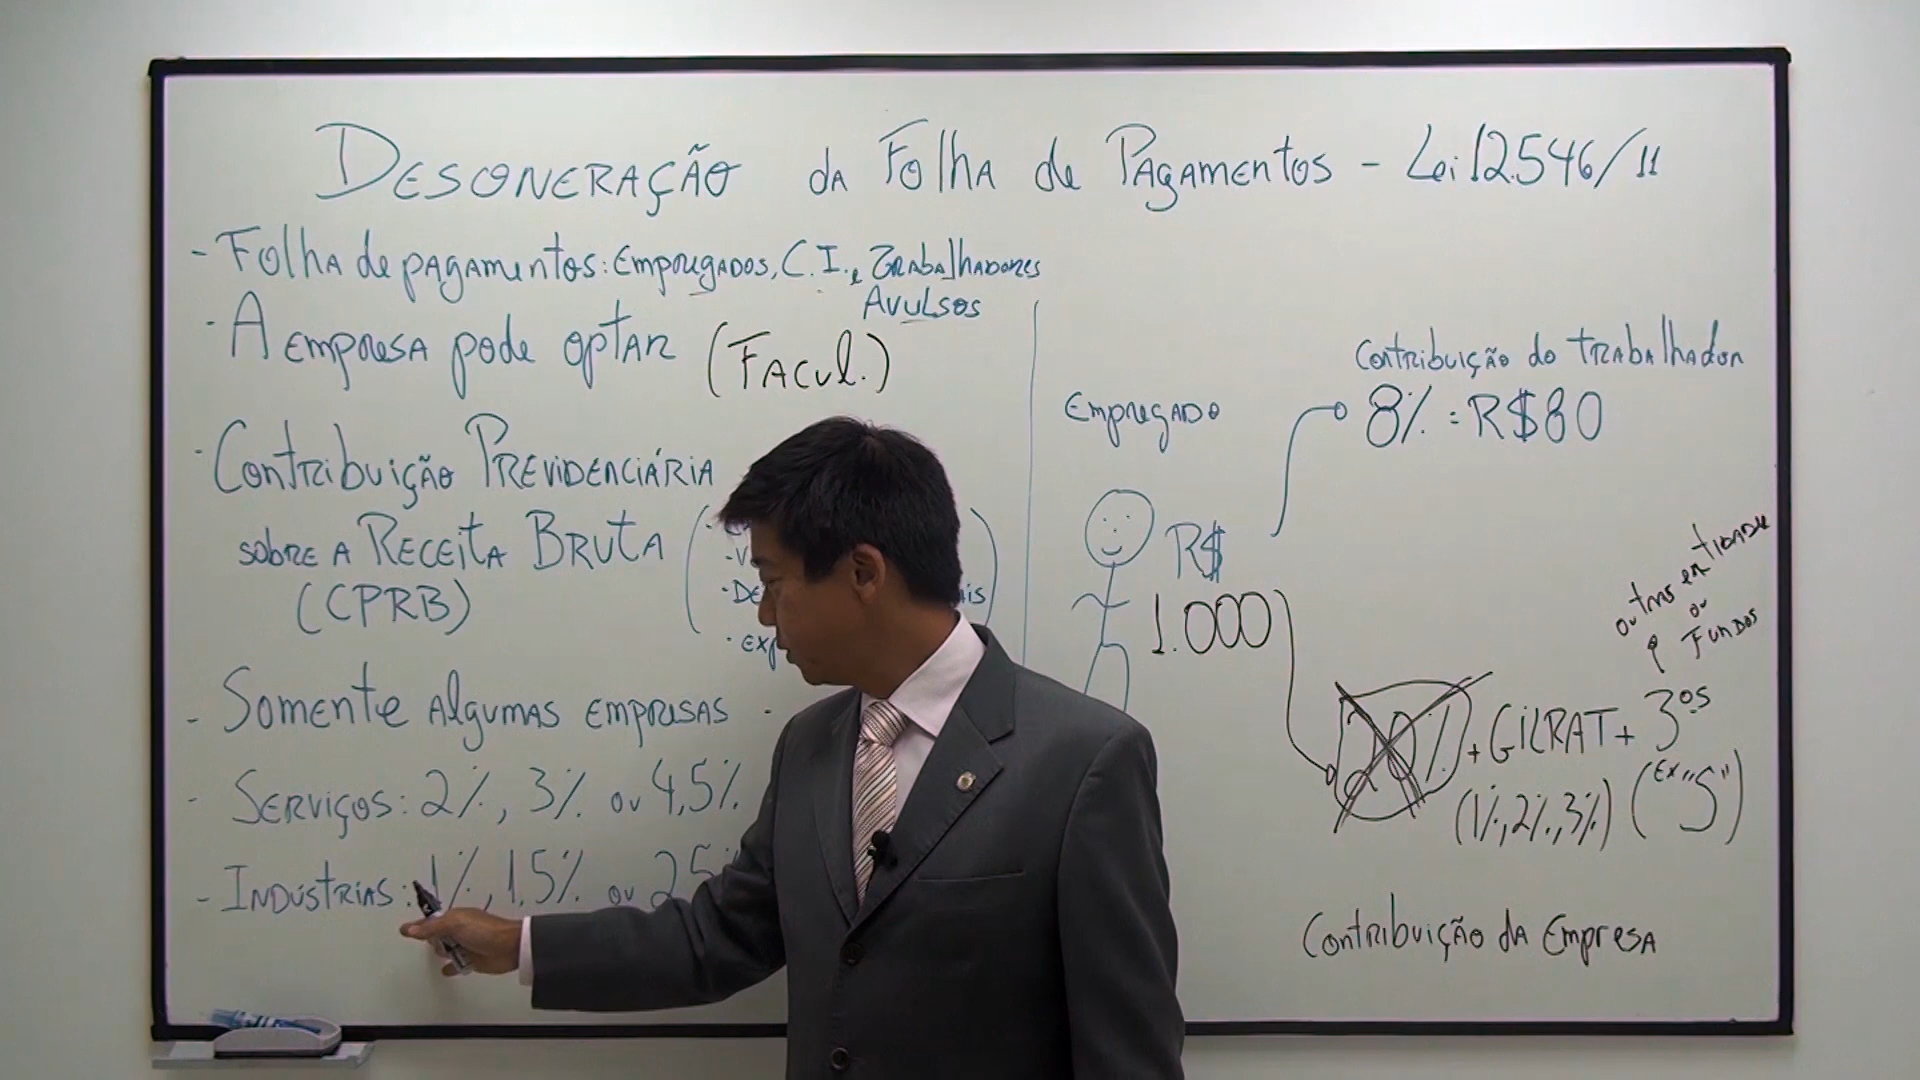 DESONERAÇÃO DA FOLHA DE PAGAMENTOS - Lei 12.546/11
- FOLHA DE PAGAMENTOS: EMPREGADOS, C.I. e TRABALHADORES
AVULSOS
- A EMPRESA pode optar (FACUL.)
- CONTRIBUIÇÃO PREVIDENCIÁRIA
SOBRE A RECEITA BRUTA
(CPRB)
- SOMENTE ALGUMAS EMPRESAS
- SERVIÇOS: 2%, 3% ou 4,5%
- INDÚSTRIAS: 1%, 1,5% ou 2,5
Contribuição do TRABALHADOR
EMPREGADO
8% = R$80
R$
1.000
outras entidades
ou
FUNDOS
20% + GILRAT + 3ºs
(1%, 2%, 3%) (Ex "S")
Contribuição DA EMPRESA